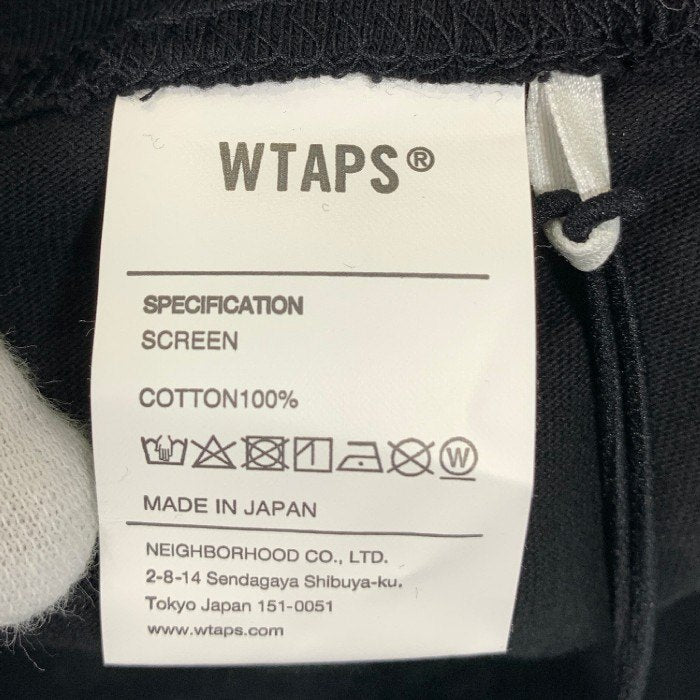 WTAPS®
SPECIFICATION
SCREEN
COTTON100%
W
MADE IN JAPAN
NEIGHBORHOOD CO., LTD.
2-8-14 Sendagaya Shibuya-ku.
Tokyo Japan 151-0051
www.wtaps.com